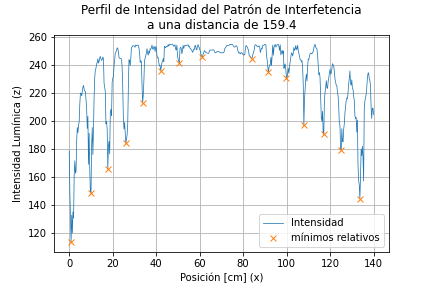 Perfil de Intensidad del Patrón de Interfetencia
a una distancia de 159.4
Intensidad Lumínica (z)
260
240
220
200
180
160
140
120
Intensidad
mínimos relativos
0 20 40 60 80 100 120 140
Posición [cm] (x)